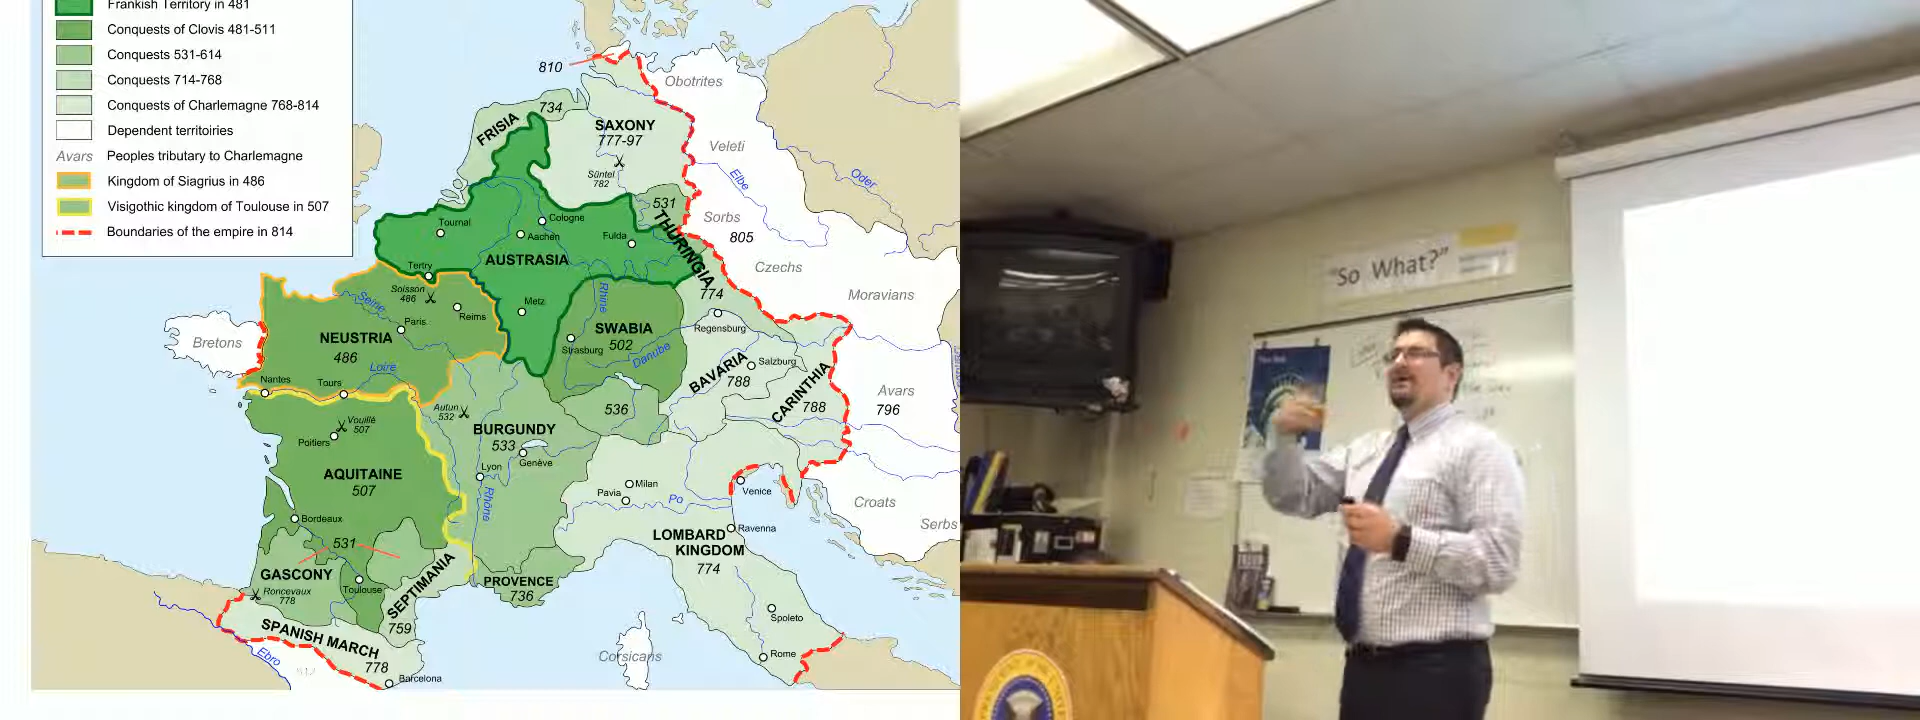 Frankish Territory in 481
Conquests of Clovis 481-511
Conquests 531-614
Conquests 714-768
Conquests of Charlemagne 768-814
Dependent territoiries
Avars Peoples tributary to Charlemagne
Kingdom of Siagrius in 486
Visigothic kingdom of Toulouse in 507
Boundaries of the empire in 814
810
Obotrites
734
FRISIA
SAXONY
777-97
Veleti
Süntel
782
Elbe
Oder
531
Sorbs
805
THURINGIA
Tournal
Cologne
Aachen
Fulda
AUSTRASIA
Czechs
Tertry
Soisson
486
Seine
Reims
Metz
Rhine
774
Moravians
Regensburg
Bretons
Paris
NEUSTRIA
486
SWABIA
502
Strasburg
Danube
Loire
BAVARIA
788
Salzburg
CARINTHIA
788
Avars
796
Nantes
Tours
Autun
532
536
Vouillé
507
Poitiers
BURGUNDY
533
Genève
Lyon
Rhône
AQUITAINE
507
Milan
Pavia
Po
Venice
Croats
Serbs
Bordeaux
531
Ravenna
LOMBARD
KINGDOM
774
GASCONY
Roncevaux
778
Toulouse
SEPTIMANIA
759
PROVENCE
736
Spoleto
SPANISH MARCH
778
Ebro
Barcelona
Corsicans
Rome
"So What?"